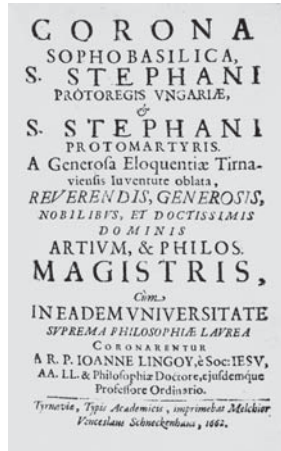 CORONA
SOPHOBASILICA,
S. STEPHANI
PROTOREGIS VNGARIÆ,
&
S. STEPHANI
PROTOMARTYRIS.
A Generosa Eloquentiæ Tirna-
viensis Iuventute oblata,
REVERENDIS, GENEROSIS,
NOBILIBVS, ET DOCTISSIMIS
DOMINIS
ARTIVM, & PHILOS.
MAGISTRIS,
Cùm
IN EADEM VNIVERSITATE
SVPREMA PHILOSOPHIÆ LAVREA
CORONARENTUR
A R. P. IOANNE LINGOY, è Soc: IESV,
AA. LL. & Philosophiæ Doctore, ejusdemque
Professore Ordinario.
Tyrnaviæ, Typis Academicis, imprimebat Melchior
Venceslaus Schneckenhaus, 1662.